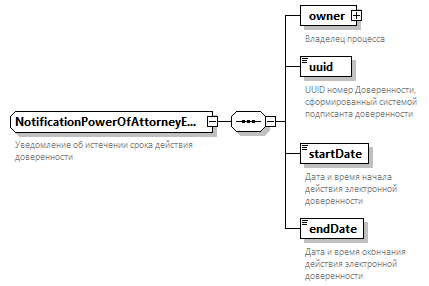 owner
Владелец процесса
uuid
UUID номер Доверенности,
сформированный системой
подписанта доверенности
NotificationPowerOfAttorneyE...
Уведомление об истечении срока действия
доверенности
startDate
Дата и время начала
действия электронной
доверенности
endDate
Дата и время окончания
действия электронной
доверенности